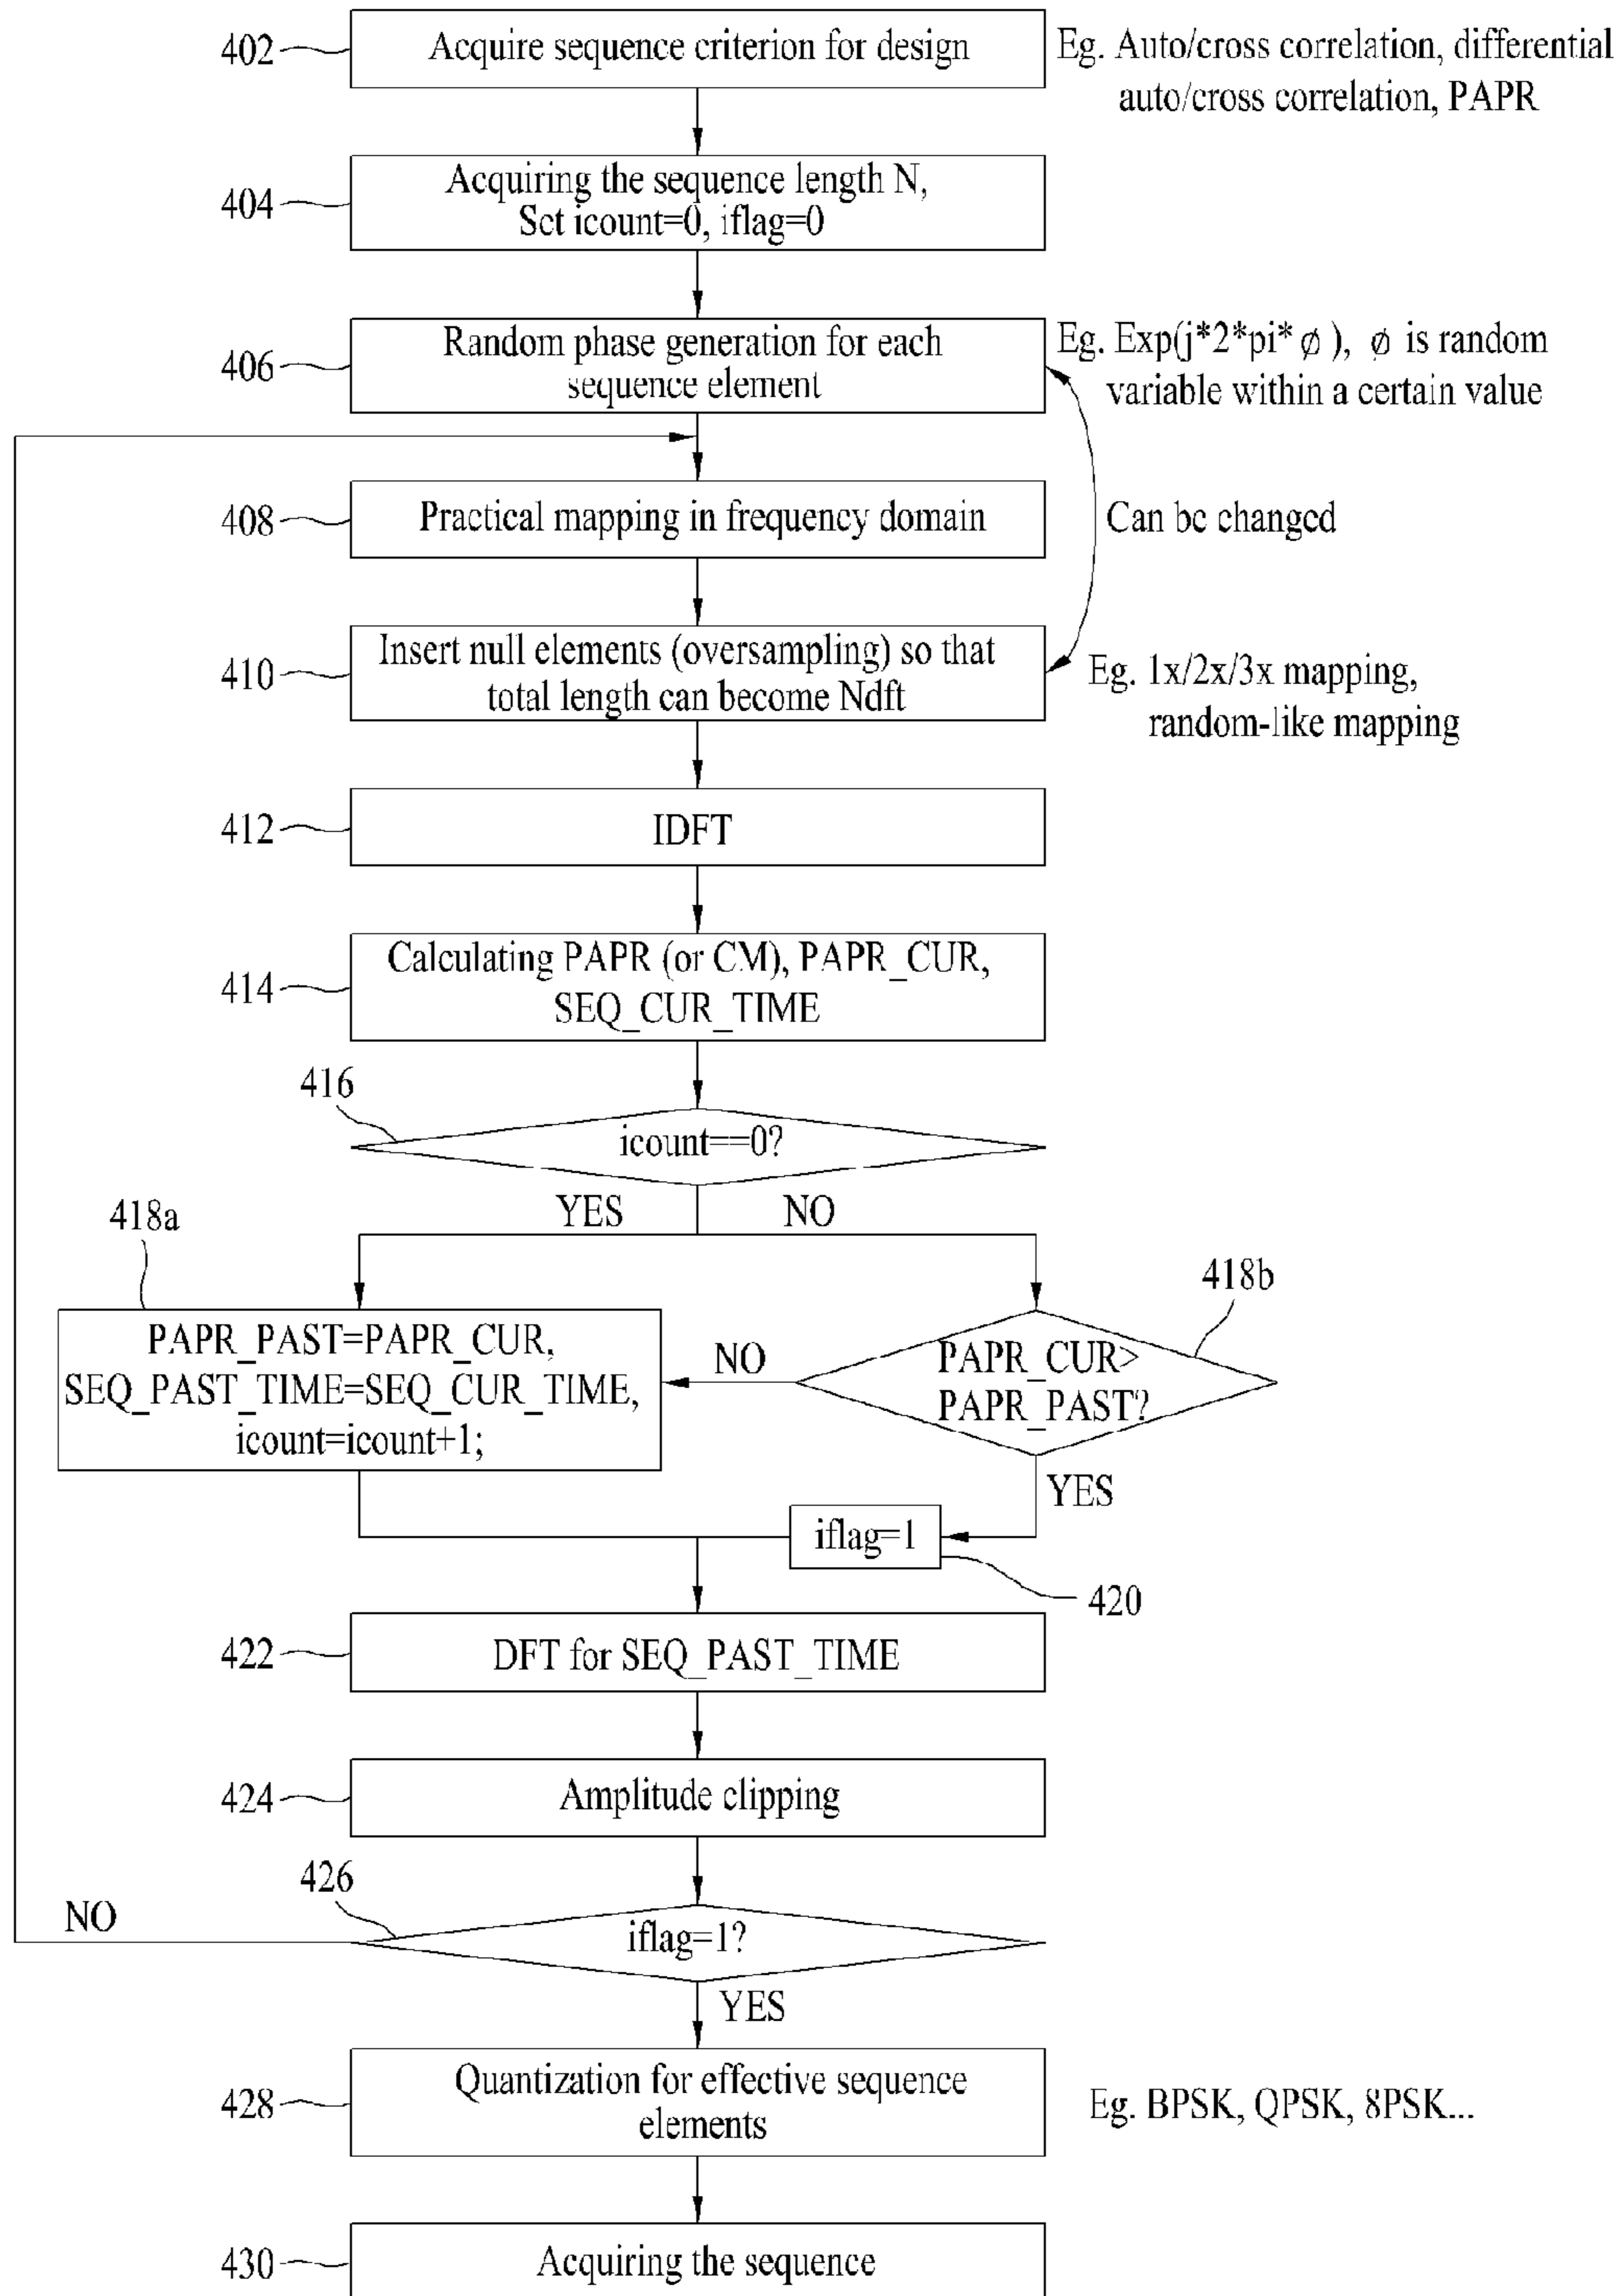 402
Acquire sequence criterion for design
Eg. Auto/cross correlation, differential
auto/cross correlation, PAPR
404
Acquiring the sequence length N,
Set icount=0, iflag=0
406
Random phase generation for each
sequence element
Eg. Exp(j*2*pi* ϕ ), ϕ is random
variable within a certain value
408
Practical mapping in frequency domain
Can be changed
410
Insert null elements (oversampling) so that
total length can become Ndft
Eg. 1x/2x/3x mapping,
random-like mapping
412
IDFT
414
Calculating PAPR (or CM), PAPR_CUR,
SEQ_CUR_TIME
416
icount==0?
YES
NO
418a
PAPR_PAST=PAPR_CUR,
SEQ_PAST_TIME=SEQ_CUR_TIME,
icount=icount+1;
NO
418b
PAPR_CUR>
PAPR_PAST?
YES
iflag=1
420
422
DFT for SEQ_PAST_TIME
424
Amplitude clipping
426
NO
iflag=1?
YES
428
Quantization for effective sequence
elements
Eg. BPSK, QPSK, 8PSK...
430
Acquiring the sequence